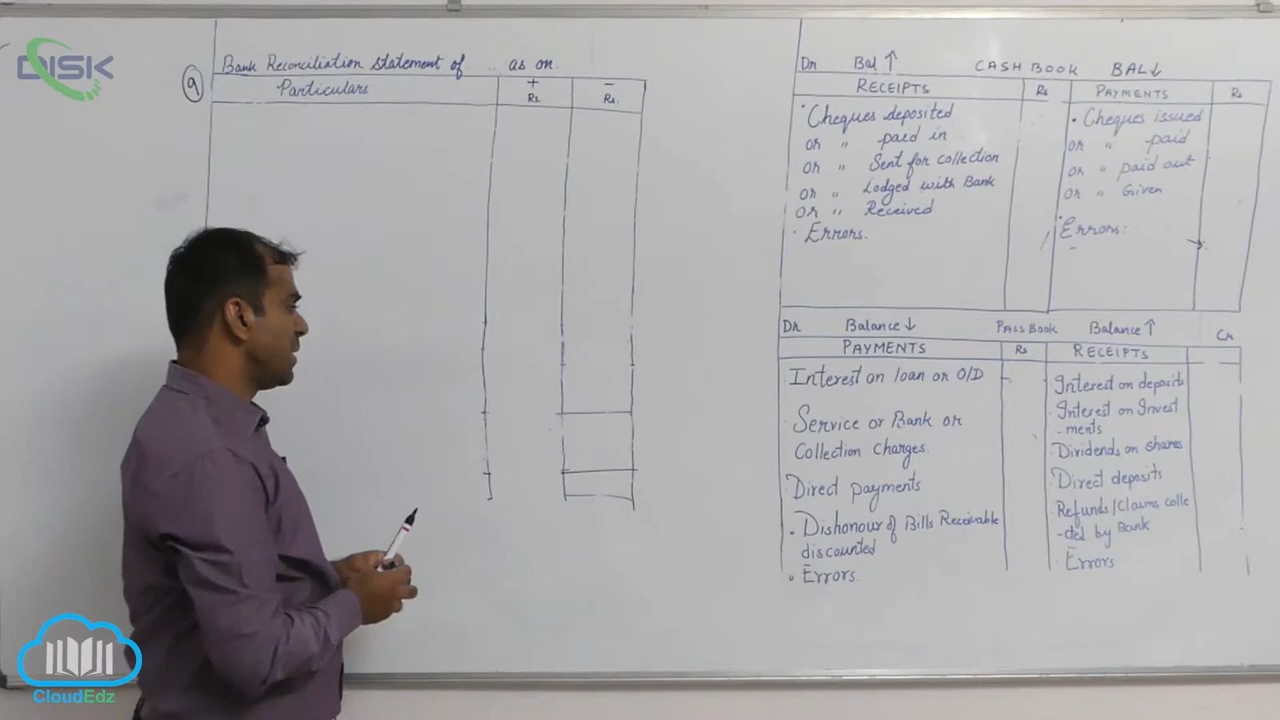 DISK
9
Bank Reconciliation statement of .. as on.
Particulars
+
Rs.
-
Rs.
Dr Bal ↑ CASH BOOK BAL ↓
RECEIPTS Rs PAYMENTS Rs
• Cheques deposited
or " paid in
or " Sent for collection
or " Lodged with Bank
or " Received
• Errors.
• Cheques issued
or " paid
or " paid out
or " Given
• Errors:
Dr Balance ↓ PASS BOOK Balance ↑ Cr
PAYMENTS Rs RECEIPTS
Interest on loan or O/D
Service or Bank or
Collection Charges.
Direct payments
• Dishonour of Bills Receivable
discounted
• Errors.
Interest on deposits
Interest on Invest
-ments
Dividends on shares
Direct deposits
Refunds/Claims colle
-cted by Bank
Errors
CloudEdz